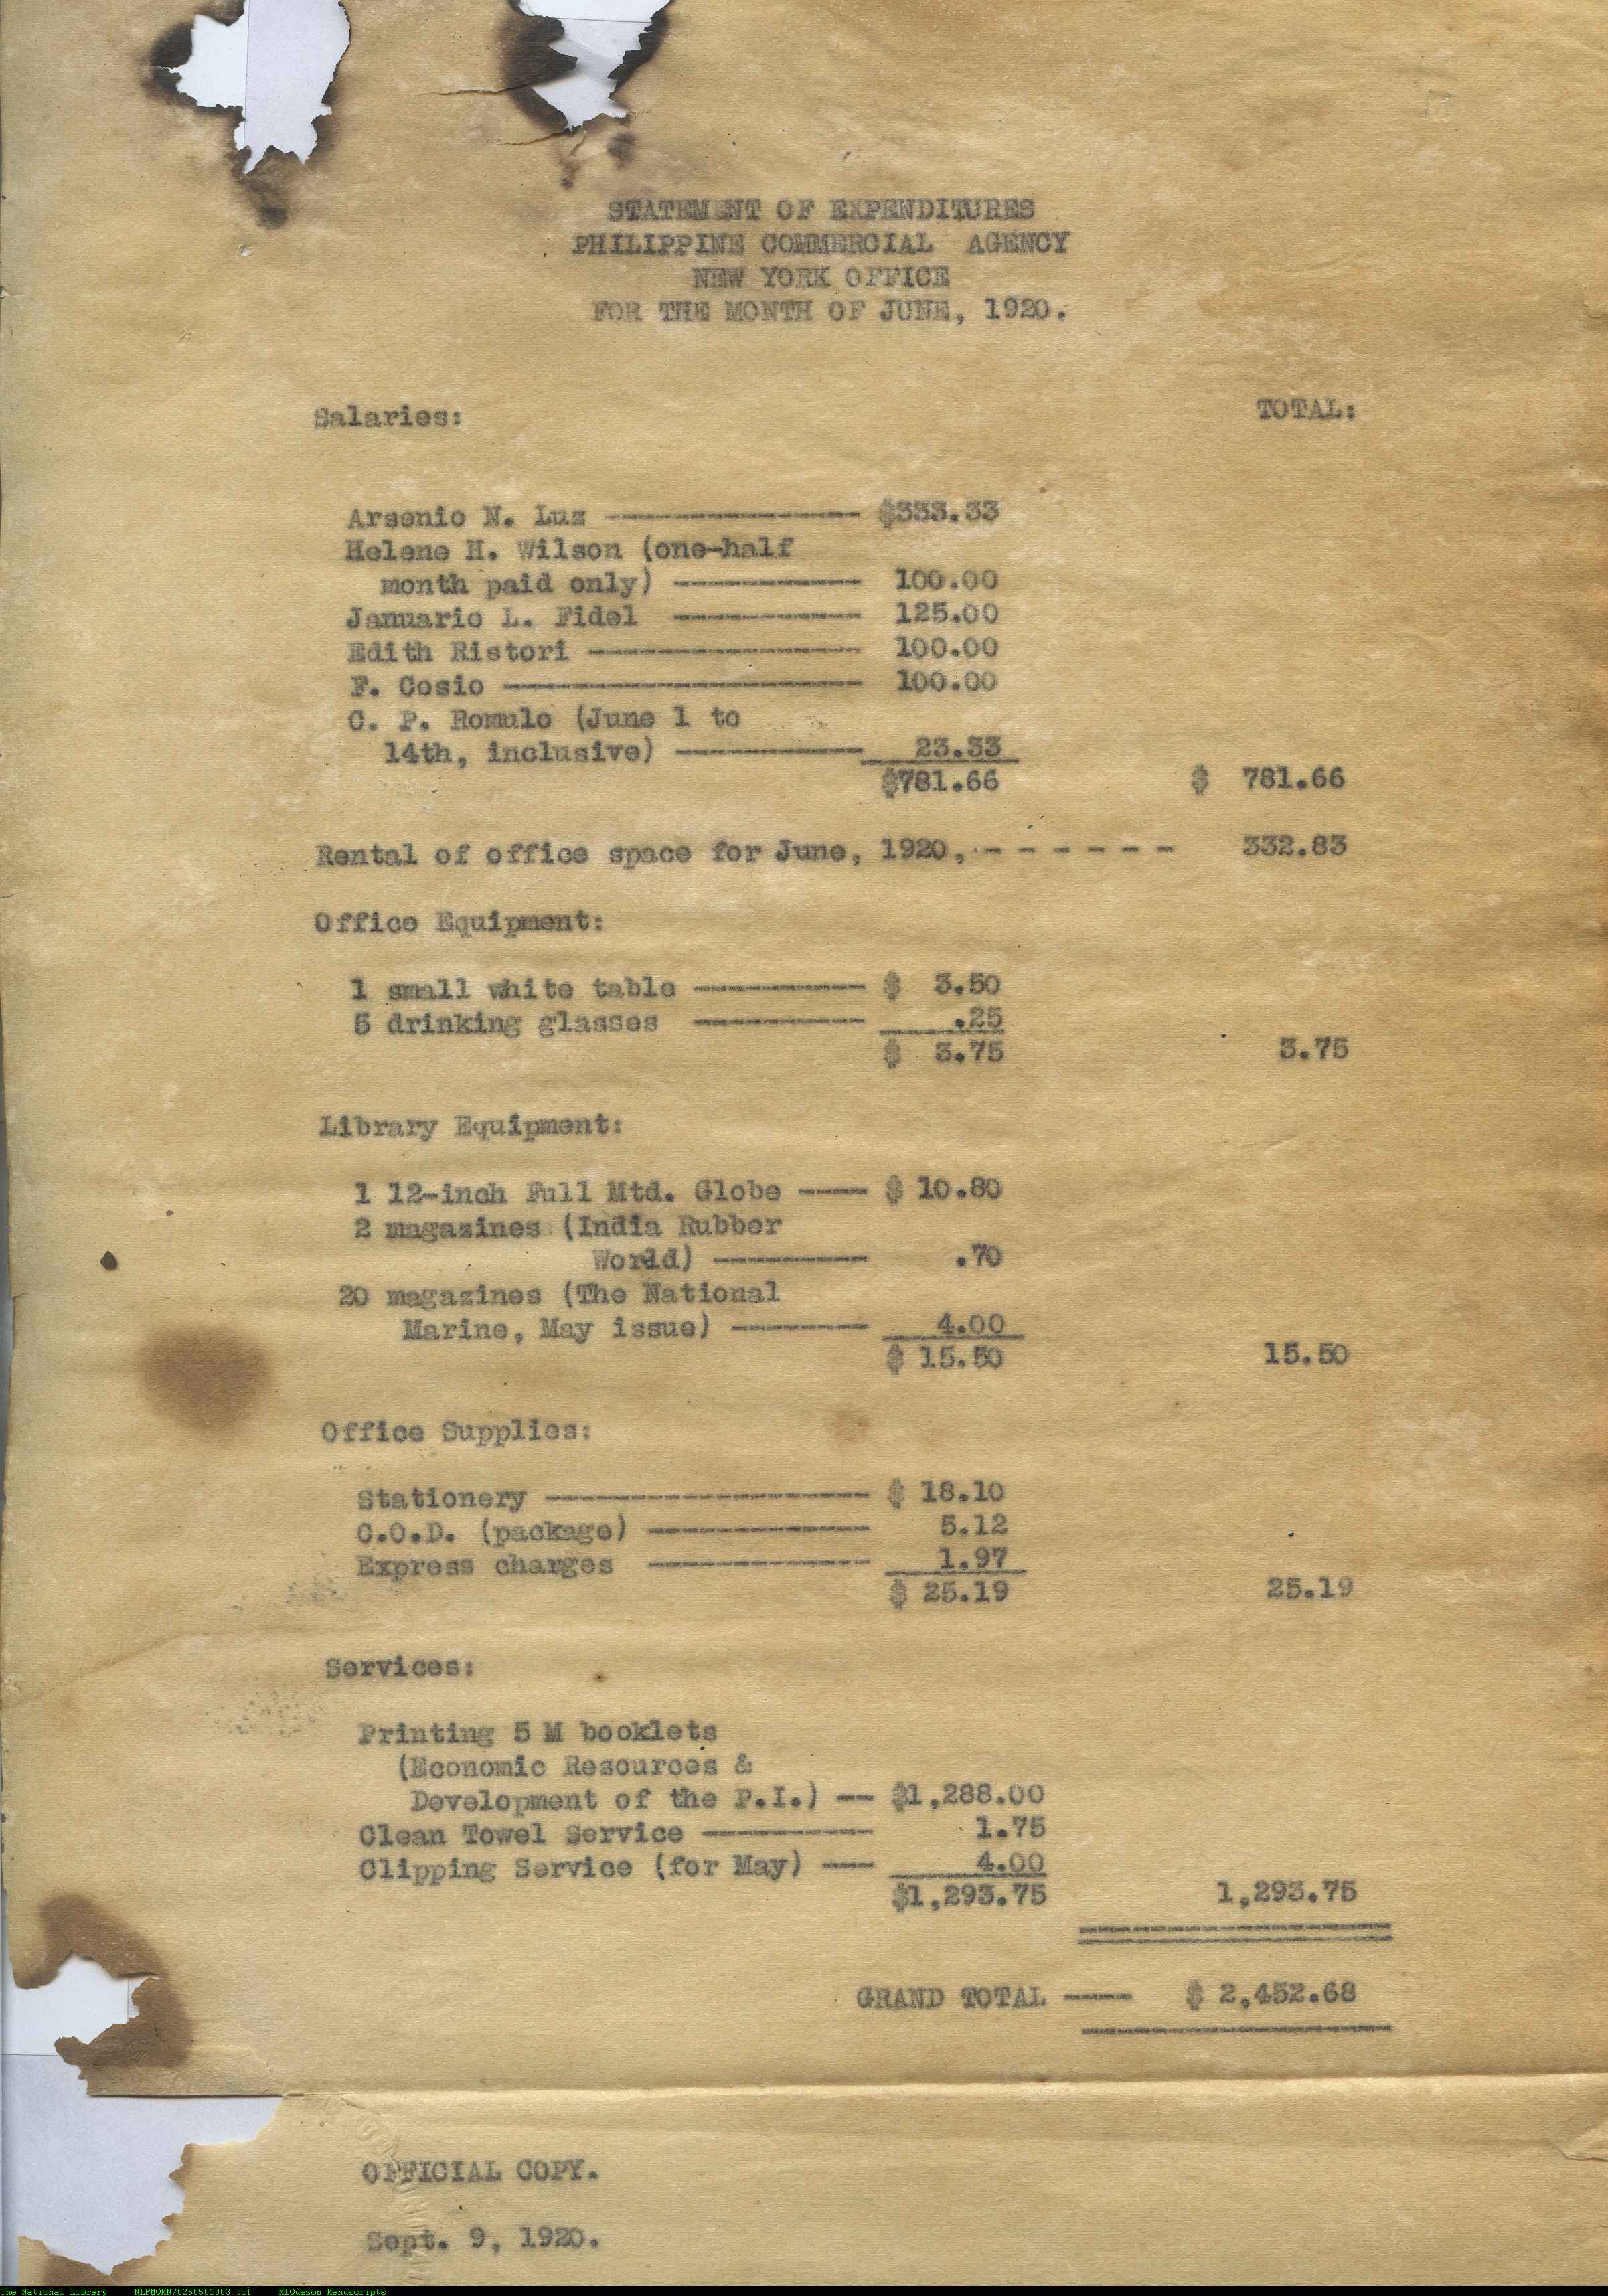 STATEMENT OF EXPENDITURES
PHILIPPINE COMMERCIAL AGENCY
NEW YORK OFFICE
FOR THE MONTH OF JUNE, 1920.
Salaries: TOTAL:
Arsenio N. Luz ———————— $333.33
Helene H. Wilson (one-half
month paid only) —————— 100.00
Januario L. Fidel —————— 125.00
Edith Ristori ———————— 100.00
F. Cosio ——————————— 100.00
C. P. Romulo (June 1 to
14th, inclusive) —————— 23.33
$781.66 $ 781.66
Rental of office space for June, 1920, - - - - - - 332.83
Office Equipment:
1 small white table ————— $ 3.50
5 drinking glasses ————— .25
$ 3.75 3.75
Library Equipment:
1 12-inch Full Mtd. Globe —— $ 10.80
2 magazines (India Rubber
World) ————— .70
20 magazines (The National
Marine, May issue) ———— 4.00
$ 15.50 15.50
Office Supplies:
Stationery —————————— $ 18.10
C.O.D. (package) —————— 5.12
Express charges —————— 1.97
$ 25.19 25.19
Services:
Printing 5 M booklets
(Economic Resources &
Development of the P.I.) — $1,288.00
Clean Towel Service ————— 1.75
Clipping Service (for May) —— 4.00
$1,293.75 1,293.75
GRAND TOTAL —— $ 2,452.68
OFFICIAL COPY.
Sept. 9, 1920.
The National Library NLPMQMN70250501003.tif MLQuezon Manuscripts